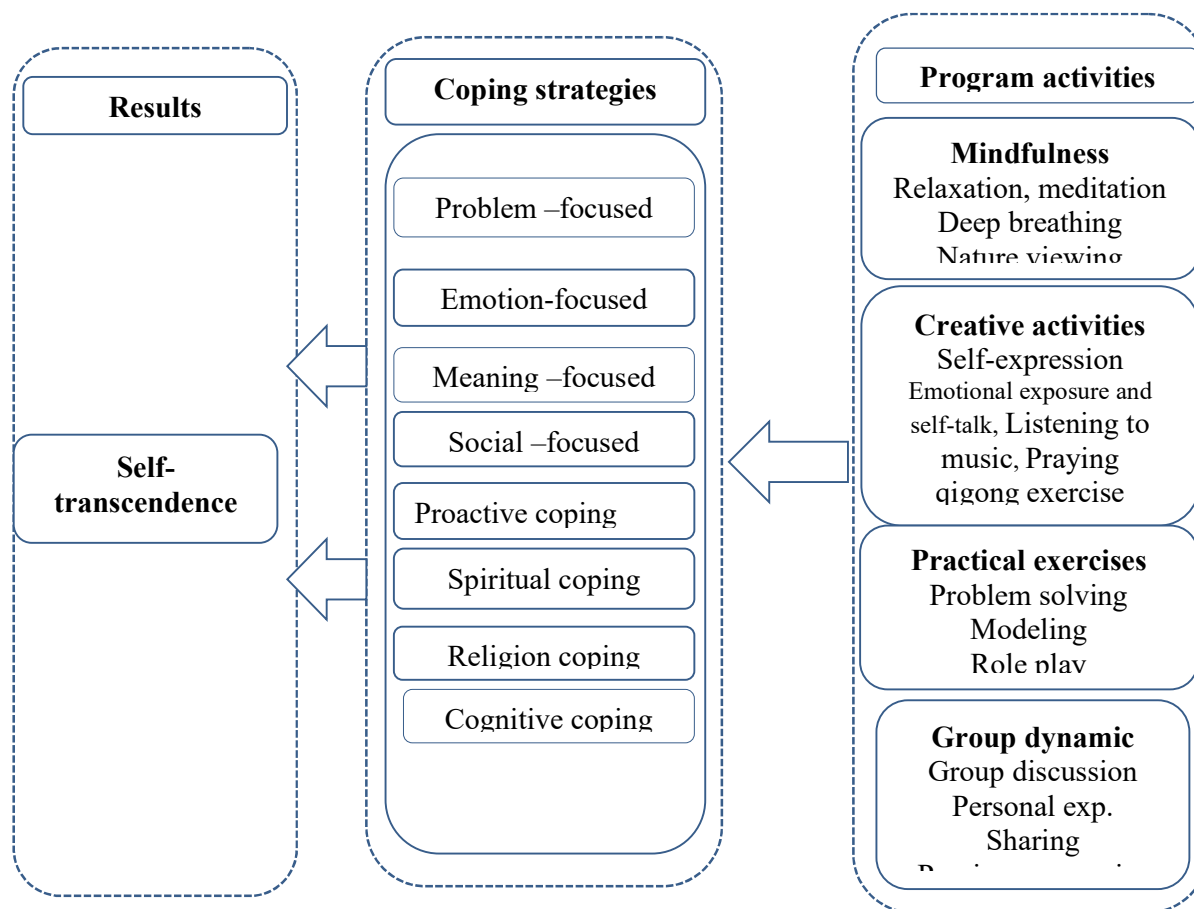 Results
Self-
transcendence
Coping strategies
Problem –focused
Emotion-focused
Meaning –focused
Social –focused
Proactive coping
Spiritual coping
Religion coping
Cognitive coping
Program activities
Mindfulness
Relaxation, meditation
Deep breathing
Nature viewing
Creative activities
Self-expression
Emotional exposure and
self-talk, Listening to
music, Praying
qigong exercise
Practical exercises
Problem solving
Modeling
Role play
Group dynamic
Group discussion
Personal exp.
Sharing